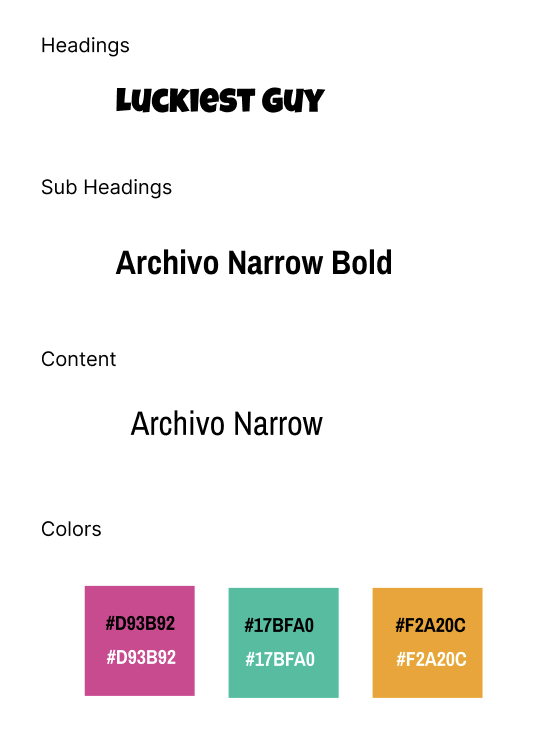 Headings
Luckiest Guy
Sub Headings
Archivo Narrow Bold
Content
Archivo Narrow
Colors
#D93B92 #17BFA0 #F2A20C
#D93B92 #17BFA0 #F2A20C